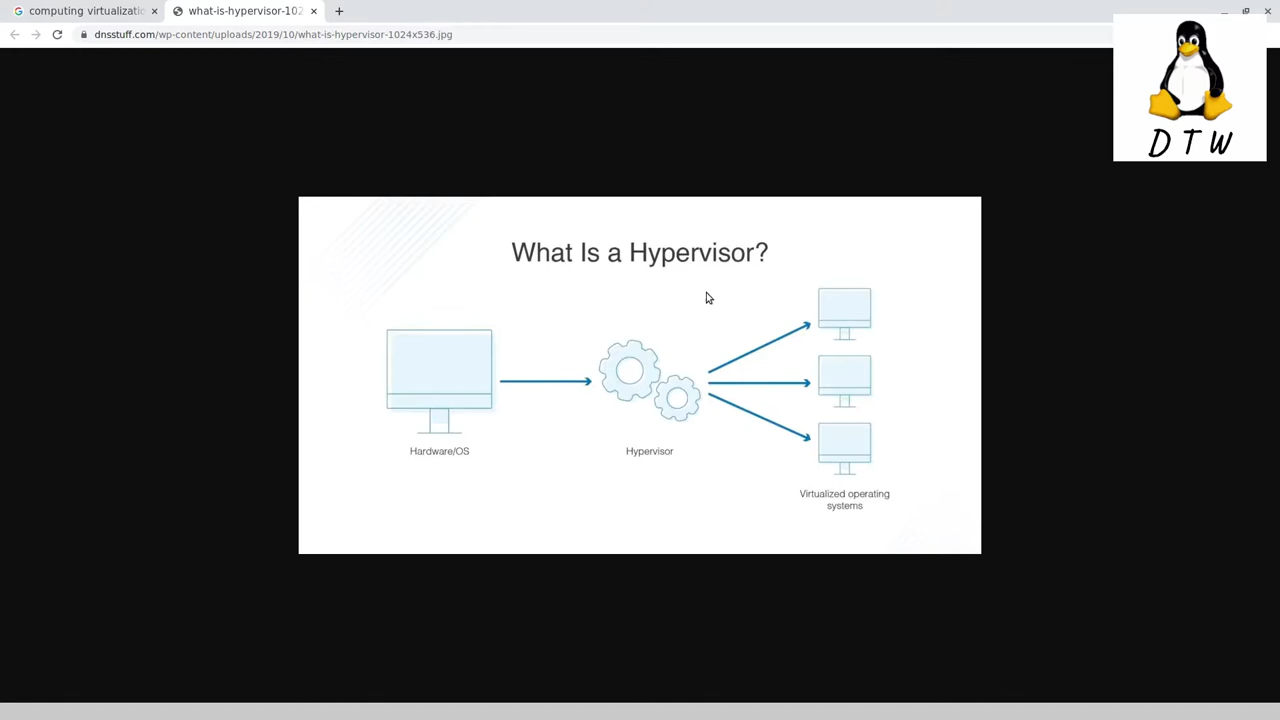 computing virtualizatio
what-is-hypervisor-102
dnsstuff.com/wp-content/uploads/2019/10/what-is-hypervisor-1024x536.jpg
DTW
What Is a Hypervisor?
Hardware/OS
Hypervisor
Virtualized operating
systems